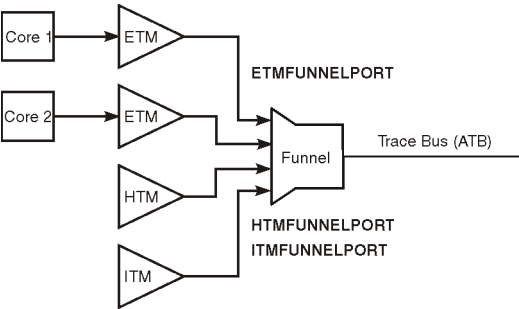 Core 1
ETM
ETMFUNNELPORT
Core 2
ETM
Funnel
Trace Bus (ATB)
HTM
HTMFUNNELPORT
ITMFUNNELPORT
ITM